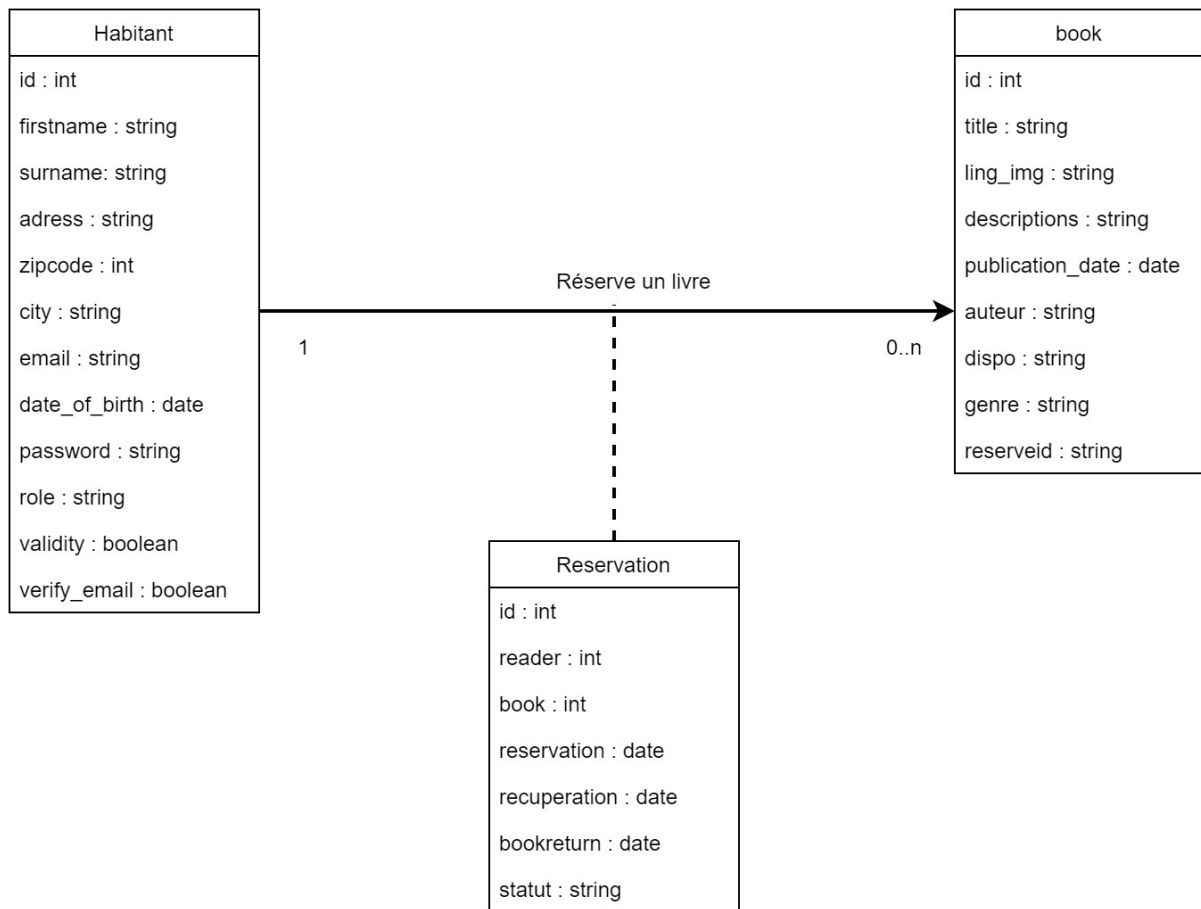 Habitant
id : int
firstname : string
surname: string
adress : string
zipcode : int
city : string
email : string
date_of_birth : date
password : string
role : string
validity : boolean
verify_email : boolean
Réserve un livre
1
0..n
book
id : int
title : string
ling_img : string
descriptions : string
publication_date : date
auteur : string
dispo : string
genre : string
reserveid : string
Reservation
id : int
reader : int
book : int
reservation : date
recuperation : date
bookreturn : date
statut : string